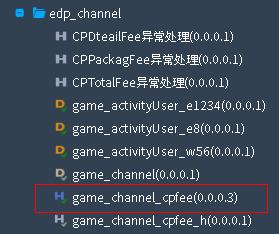 edp_channel
CPDteailFee异常处理(0.0.0.1)
CPPackagFee异常处理(0.0.0.1)
CPTotalFee异常处理(0.0.0.1)
game_activityUser_e1234(0.0.0.1)
game_activityUser_e8(0.0.0.1)
game_activityUser_w56(0.0.0.1)
game_channel(0.0.0.1)
game_channel_cpfee(0.0.0.3)
game_channel_cpfee_h(0.0.0.1)